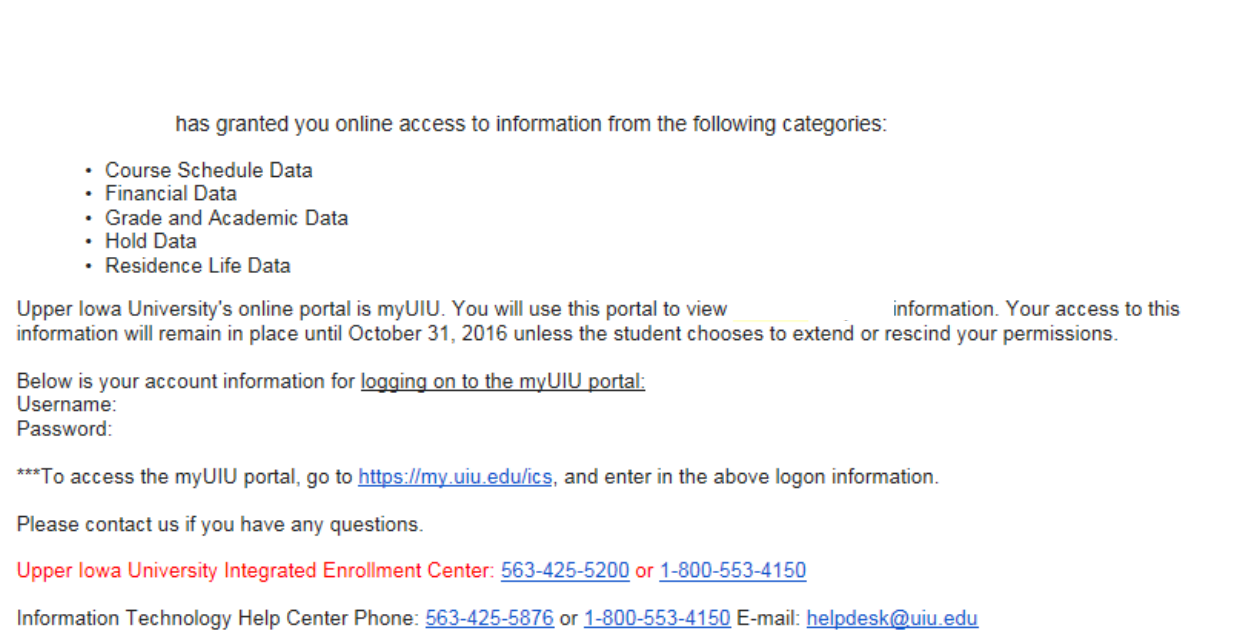 has granted you online access to information from the following categories:
• Course Schedule Data
• Financial Data
• Grade and Academic Data
• Hold Data
• Residence Life Data
Upper Iowa University's online portal is myUIU. You will use this portal to view information. Your access to this
information will remain in place until October 31, 2016 unless the student chooses to extend or rescind your permissions.
Below is your account information for logging on to the myUIU portal:
Username:
Password:
***To access the myUIU portal, go to https://my.uiu.edu/ics, and enter in the above logon information.
Please contact us if you have any questions.
Upper Iowa University Integrated Enrollment Center: 563-425-5200 or 1-800-553-4150
Information Technology Help Center Phone: 563-425-5876 or 1-800-553-4150 E-mail: helpdesk@uiu.edu